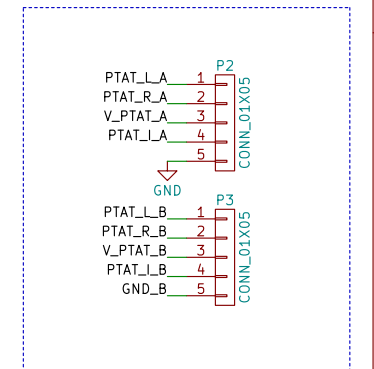 P2
PTAT_L_A 1
PTAT_R_A 2
V_PTAT_A 3
PTAT_I_A 4
5
CONN_01X05
GND
P3
PTAT_L_B 1
PTAT_R_B 2
V_PTAT_B 3
PTAT_I_B 4
GND_B 5
CONN_01X05